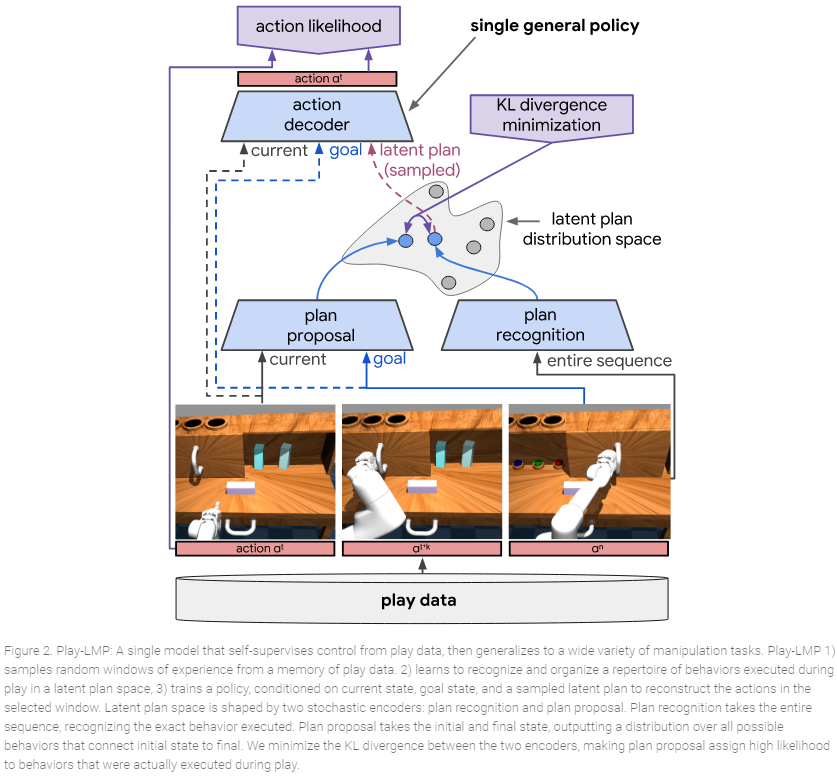 action likelihood
single general policy
action αᵗ
action
decoder
KL divergence
minimization
current
goal
latent plan
(sampled)
latent plan
distribution space
plan
proposal
plan
recognition
current
goal
entire sequence
action αᵗ
αᵗ⁺ᵏ
αⁿ
play data
Figure 2. Play-LMP: A single model that self-supervises control from play data, then generalizes to a wide variety of manipulation tasks. Play-LMP 1)
samples random windows of experience from a memory of play data. 2) learns to recognize and organize a repertoire of behaviors executed during
play in a latent plan space, 3) trains a policy, conditioned on current state, goal state, and a sampled latent plan to reconstruct the actions in the
selected window. Latent plan space is shaped by two stochastic encoders: plan recognition and plan proposal. Plan recognition takes the entire
sequence, recognizing the exact behavior executed. Plan proposal takes the initial and final state, outputting a distribution over all possible
behaviors that connect initial state to final. We minimize the KL divergence between the two encoders, making plan proposal assign high likelihood
to behaviors that were actually executed during play.